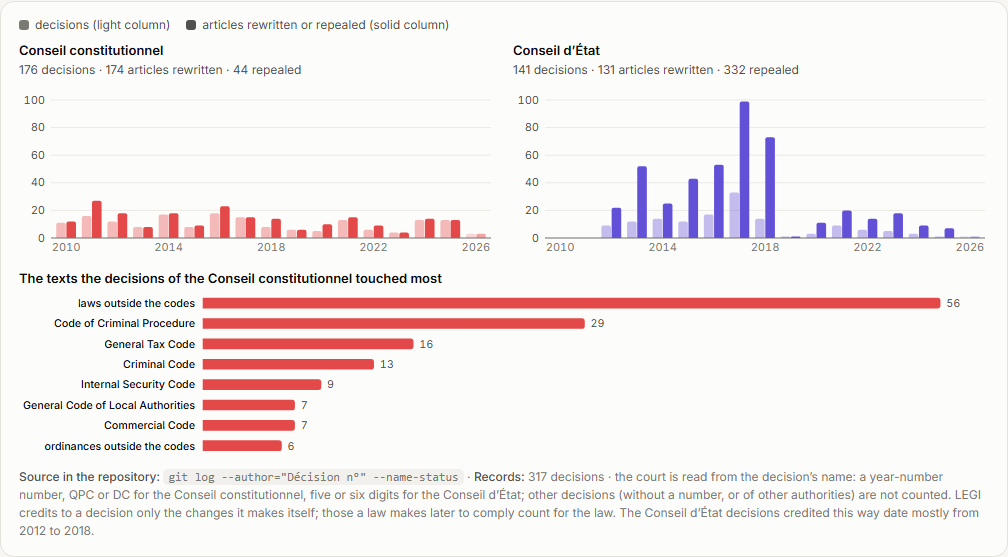 decisions (light column) articles rewritten or repealed (solid column)
Conseil constitutionnel
176 decisions · 174 articles rewritten · 44 repealed
100
80
60
40
20
0
2010 2014 2018 2022 2026
Conseil d’État
141 decisions · 131 articles rewritten · 332 repealed
100
80
60
40
20
0
2010 2014 2018 2022 2026
The texts the decisions of the Conseil constitutionnel touched most
laws outside the codes 56
Code of Criminal Procedure 29
General Tax Code 16
Criminal Code 13
Internal Security Code 9
General Code of Local Authorities 7
Commercial Code 7
ordinances outside the codes 6
Source in the repository: git log --author="Décision n°" --name-status · Records: 317 decisions · the court is read from the decision’s name: a year-number
number, QPC or DC for the Conseil constitutionnel, five or six digits for the Conseil d’État; other decisions (without a number, or of other authorities) are not counted. LEGI
credits to a decision only the changes it makes itself; those a law makes later to comply count for the law. The Conseil d’État decisions credited this way date mostly from
2012 to 2018.